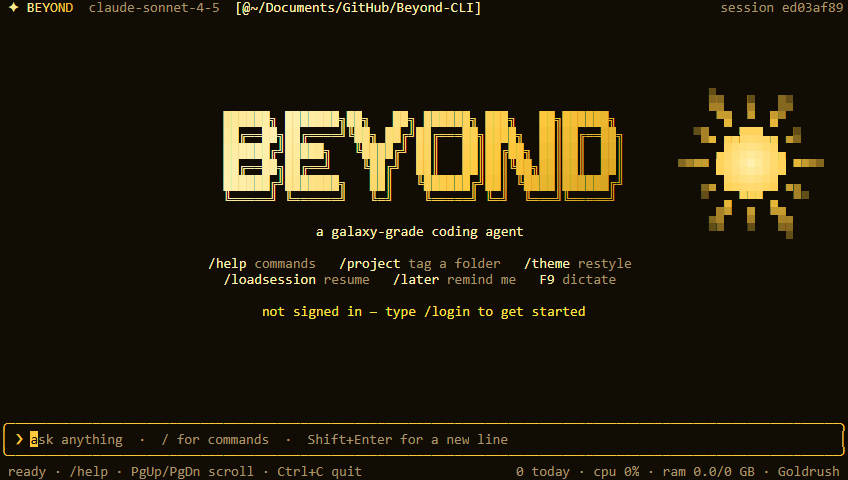 ✦ BEYOND claude-sonnet-4-5 [@~/Documents/GitHub/Beyond-CLI] session ed03af89
BEYOND
a galaxy-grade coding agent
/help commands /project tag a folder /theme restyle
/loadsession resume /later remind me F9 dictate
not signed in — type /login to get started
❯ ask anything · / for commands · Shift+Enter for a new line
ready · /help · PgUp/PgDn scroll · Ctrl+C quit 0 today · cpu 0% · ram 0.0/0 GB · Goldrush